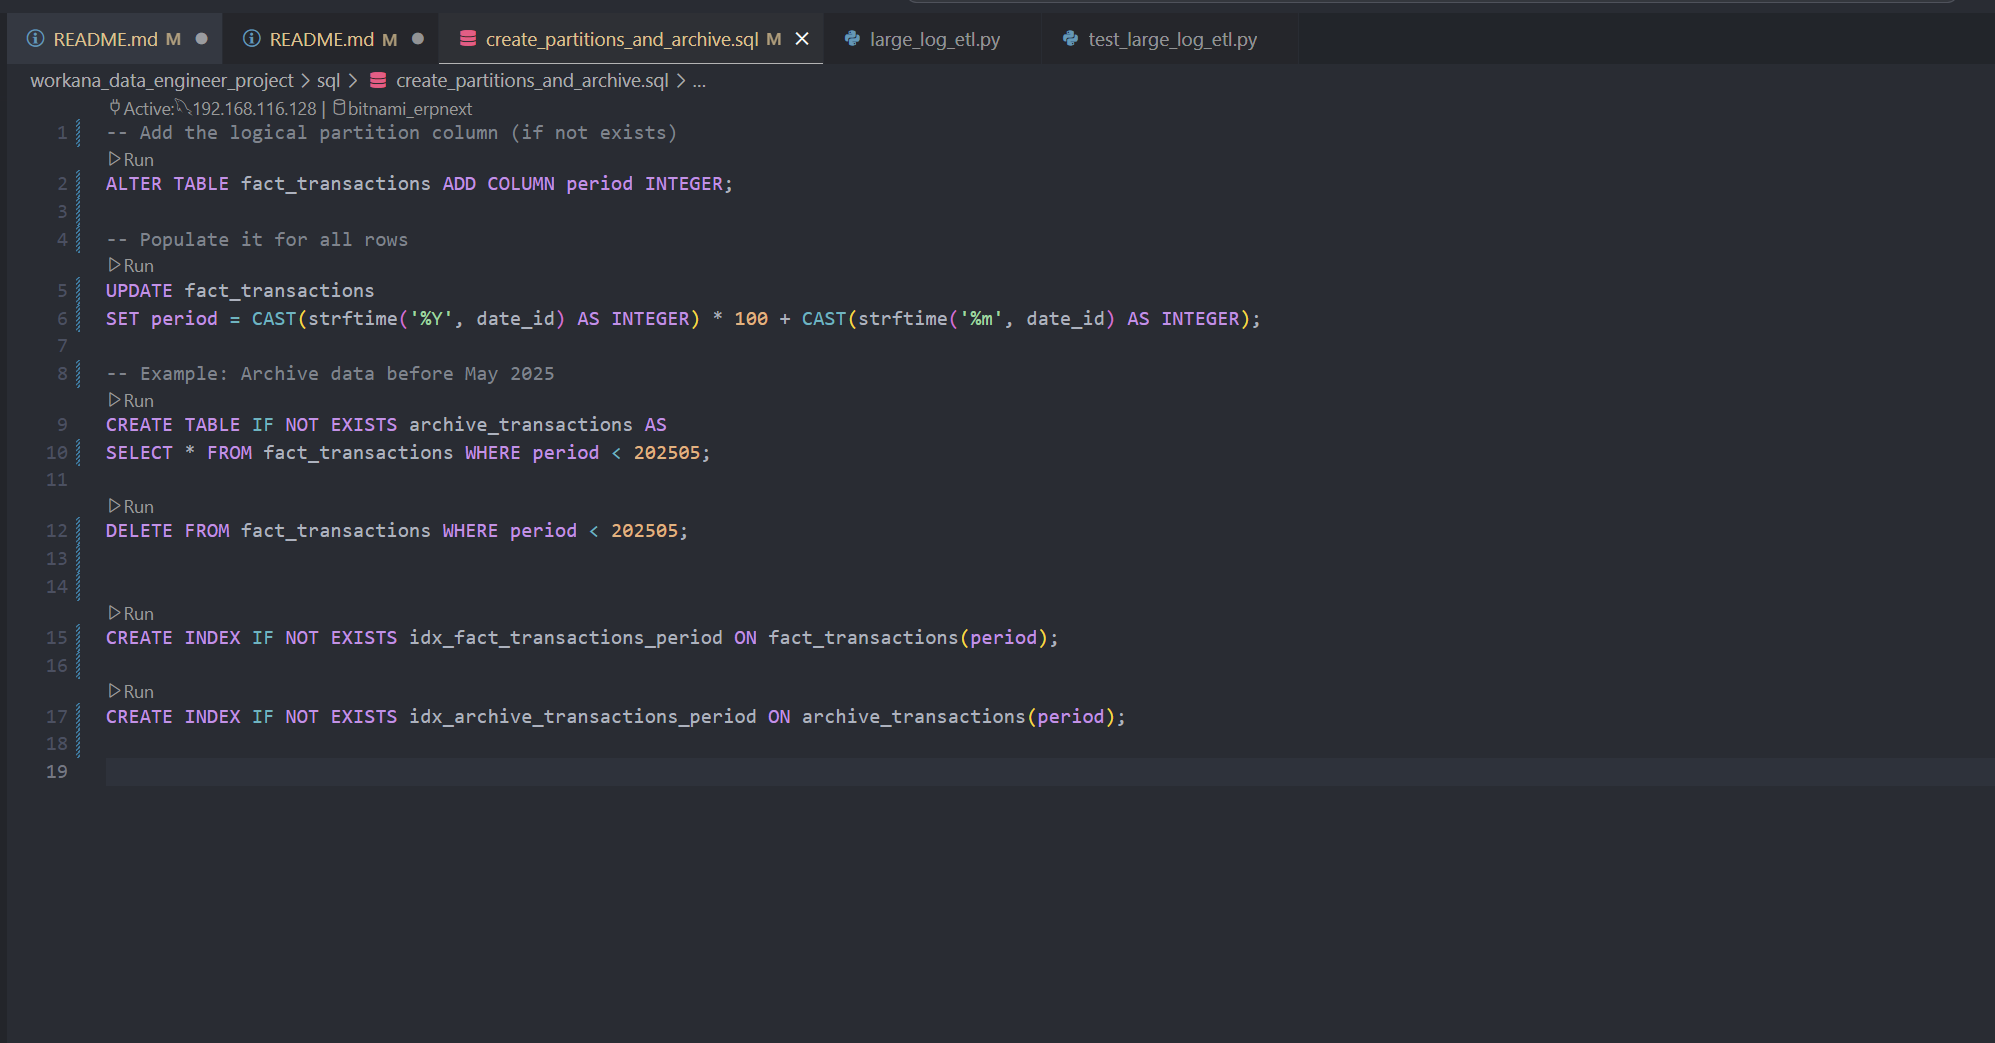 README.md M README.md M create_partitions_and_archive.sql M large_log_etl.py test_large_log_etl.py
workana_data_engineer_project > sql > create_partitions_and_archive.sql > ...
Active: 192.168.116.128 | bitnami_erpnext
1 -- Add the logical partition column (if not exists)
Run
2 ALTER TABLE fact_transactions ADD COLUMN period INTEGER;
3
4 -- Populate it for all rows
Run
5 UPDATE fact_transactions
6 SET period = CAST(strftime('%Y', date_id) AS INTEGER) * 100 + CAST(strftime('%m', date_id) AS INTEGER);
7
8 -- Example: Archive data before May 2025
Run
9 CREATE TABLE IF NOT EXISTS archive_transactions AS
10 SELECT * FROM fact_transactions WHERE period < 202505;
11
Run
12 DELETE FROM fact_transactions WHERE period < 202505;
13
14
Run
15 CREATE INDEX IF NOT EXISTS idx_fact_transactions_period ON fact_transactions(period);
16
Run
17 CREATE INDEX IF NOT EXISTS idx_archive_transactions_period ON archive_transactions(period);
18
19